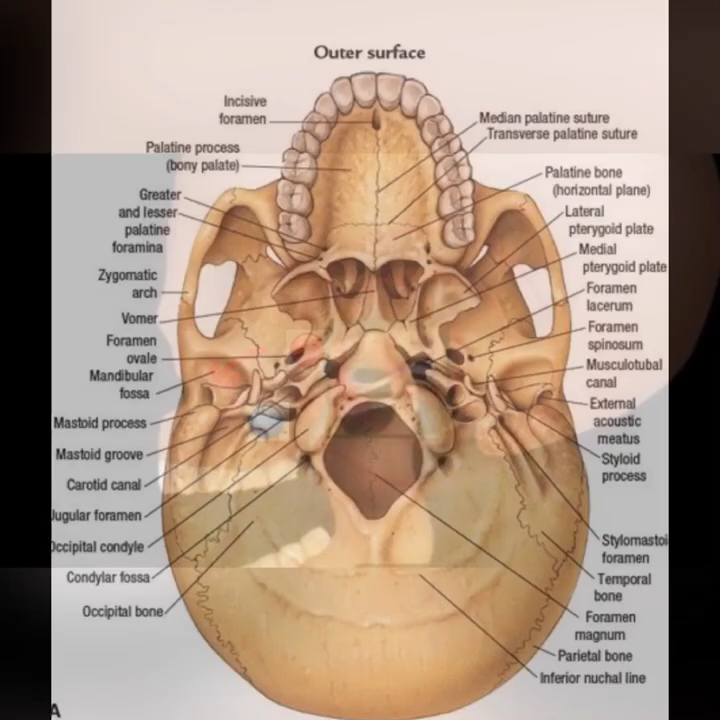 Outer surface
Incisive
foramen
Palatine process
(bony palate)
Greater
and lesser
palatine
foramina
Zygomatic
arch
Vomer
Foramen
ovale
Mandibular
fossa
Mastoid process
Mastoid groove
Carotid canal
Jugular foramen
Occipital condyle
Condylar fossa
Occipital bone
Median palatine suture
Transverse palatine suture
Palatine bone
(horizontal plane)
Lateral
pterygoid plate
Medial
pterygoid plate
Foramen
lacerum
Foramen
spinosum
Musculotubal
canal
External
acoustic
meatus
Styloid
process
Stylomastoi
foramen
Temporal
bone
Foramen
magnum
Parietal bone
Inferior nuchal line
A